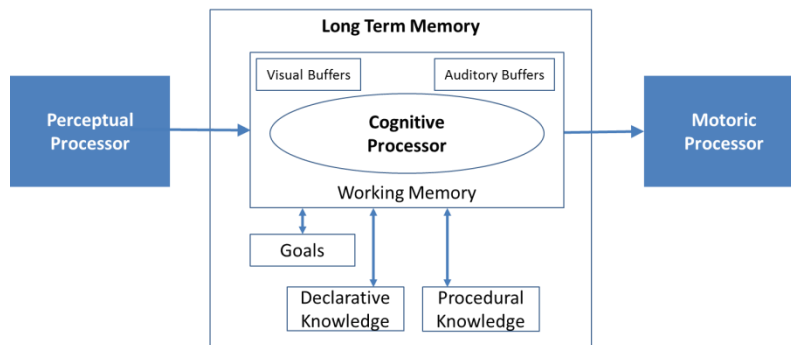 Long Term Memory
Visual Buffers
Auditory Buffers
Perceptual
Processor
Cognitive
Processor
Motoric
Processor
Working Memory
Goals
Declarative
Knowledge
Procedural
Knowledge